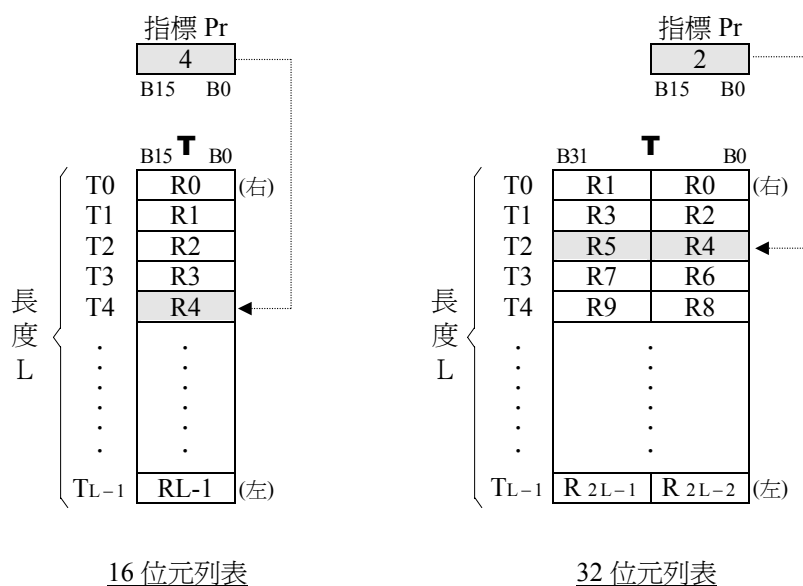 指標 Pr
4
B15 B0
B15 T B0
T0 R0 (右)
T1 R1
T2 R2
T3 R3
T4 R4
長度 L
TL−1 RL-1 (左)
16 位元列表
指標 Pr
2
B15 B0
B31 T B0
T0 R1 R0 (右)
T1 R3 R2
T2 R5 R4
T3 R7 R6
T4 R9 R8
長度 L
TL−1 R 2L−1 R 2L−2 (左)
32 位元列表